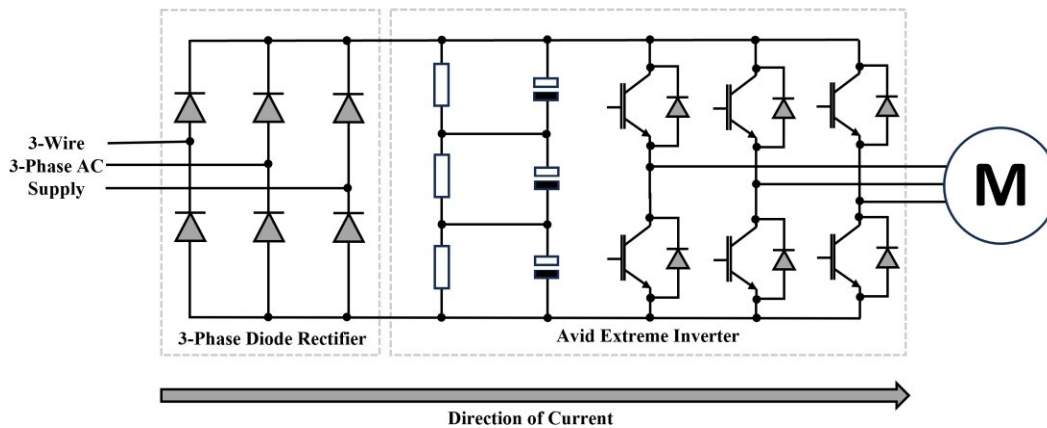 3-Wire
3-Phase AC
Supply
M
3-Phase Diode Rectifier
Avid Extreme Inverter
Direction of Current